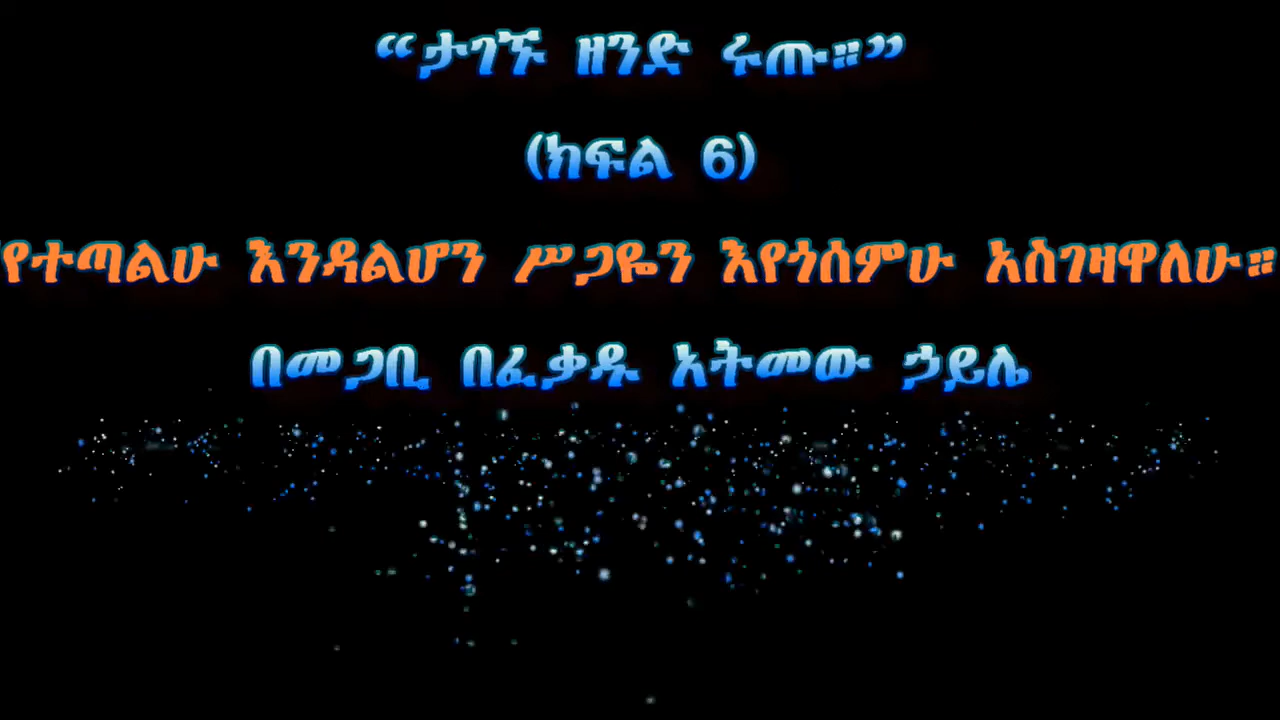 “ታገኙ ዘንድ ሩጡ።”
(ክፍል 6)
የተጣልሁ እንዳልሆን ሥጋዬን እየጎሰምሁ አስገዛዋለሁ።
በመጋቢ በፈቃዱ አትመው ኃይሌ